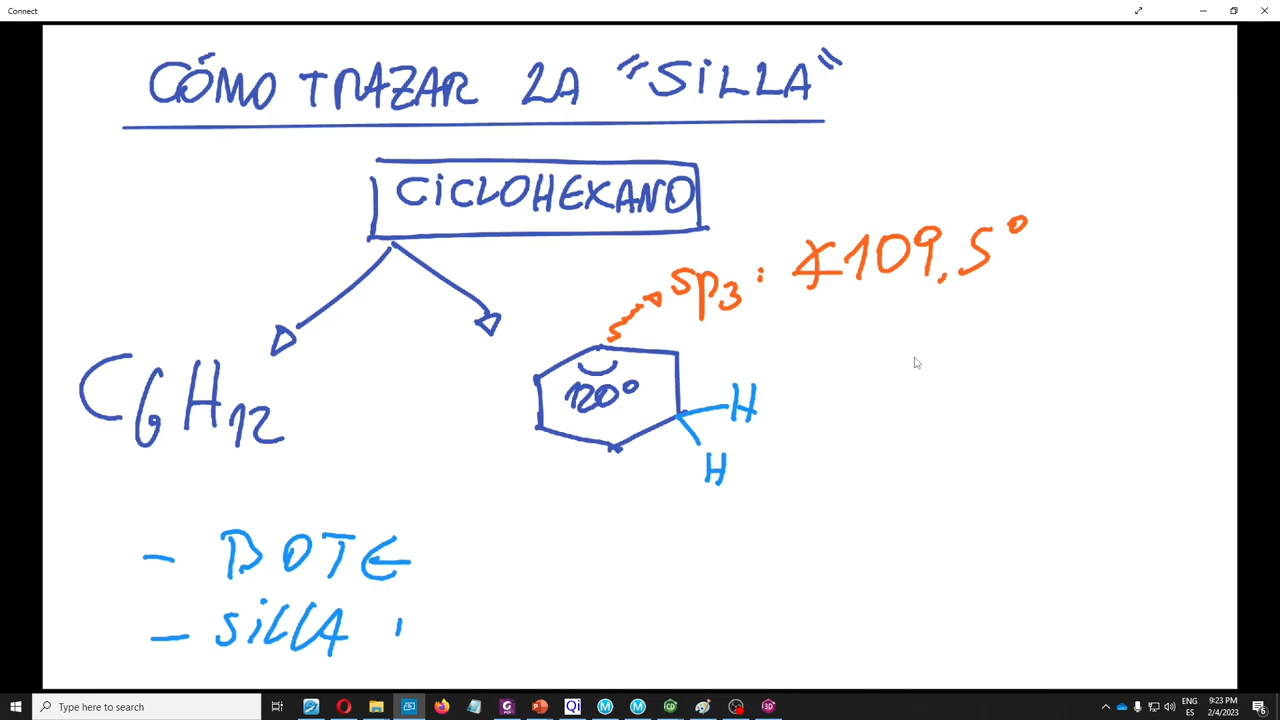 Connect
CÓMO TRAZAR LA "SILLA"
CICLOHEXANO
sp3: ∡109.5°
C6H12
120°
H
H
- BOTE
- SILLA
Type here to search
ENG
ES
9:23 PM
2/4/2023